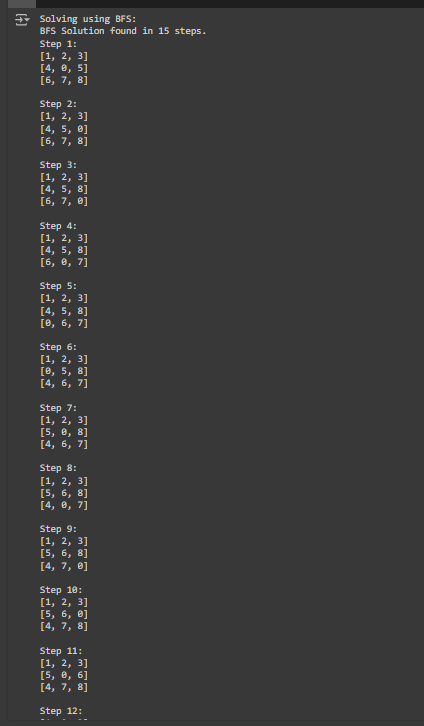 Solving using BFS:
BFS Solution found in 15 steps.
Step 1:
[1, 2, 3]
[4, 0, 5]
[6, 7, 8]
Step 2:
[1, 2, 3]
[4, 5, 0]
[6, 7, 8]
Step 3:
[1, 2, 3]
[4, 5, 8]
[6, 7, 0]
Step 4:
[1, 2, 3]
[4, 5, 8]
[6, 0, 7]
Step 5:
[1, 2, 3]
[4, 5, 8]
[0, 6, 7]
Step 6:
[1, 2, 3]
[0, 5, 8]
[4, 6, 7]
Step 7:
[1, 2, 3]
[5, 0, 8]
[4, 6, 7]
Step 8:
[1, 2, 3]
[5, 6, 8]
[4, 0, 7]
Step 9:
[1, 2, 3]
[5, 6, 8]
[4, 7, 0]
Step 10:
[1, 2, 3]
[5, 6, 0]
[4, 7, 8]
Step 11:
[1, 2, 3]
[5, 0, 6]
[4, 7, 8]
Step 12: